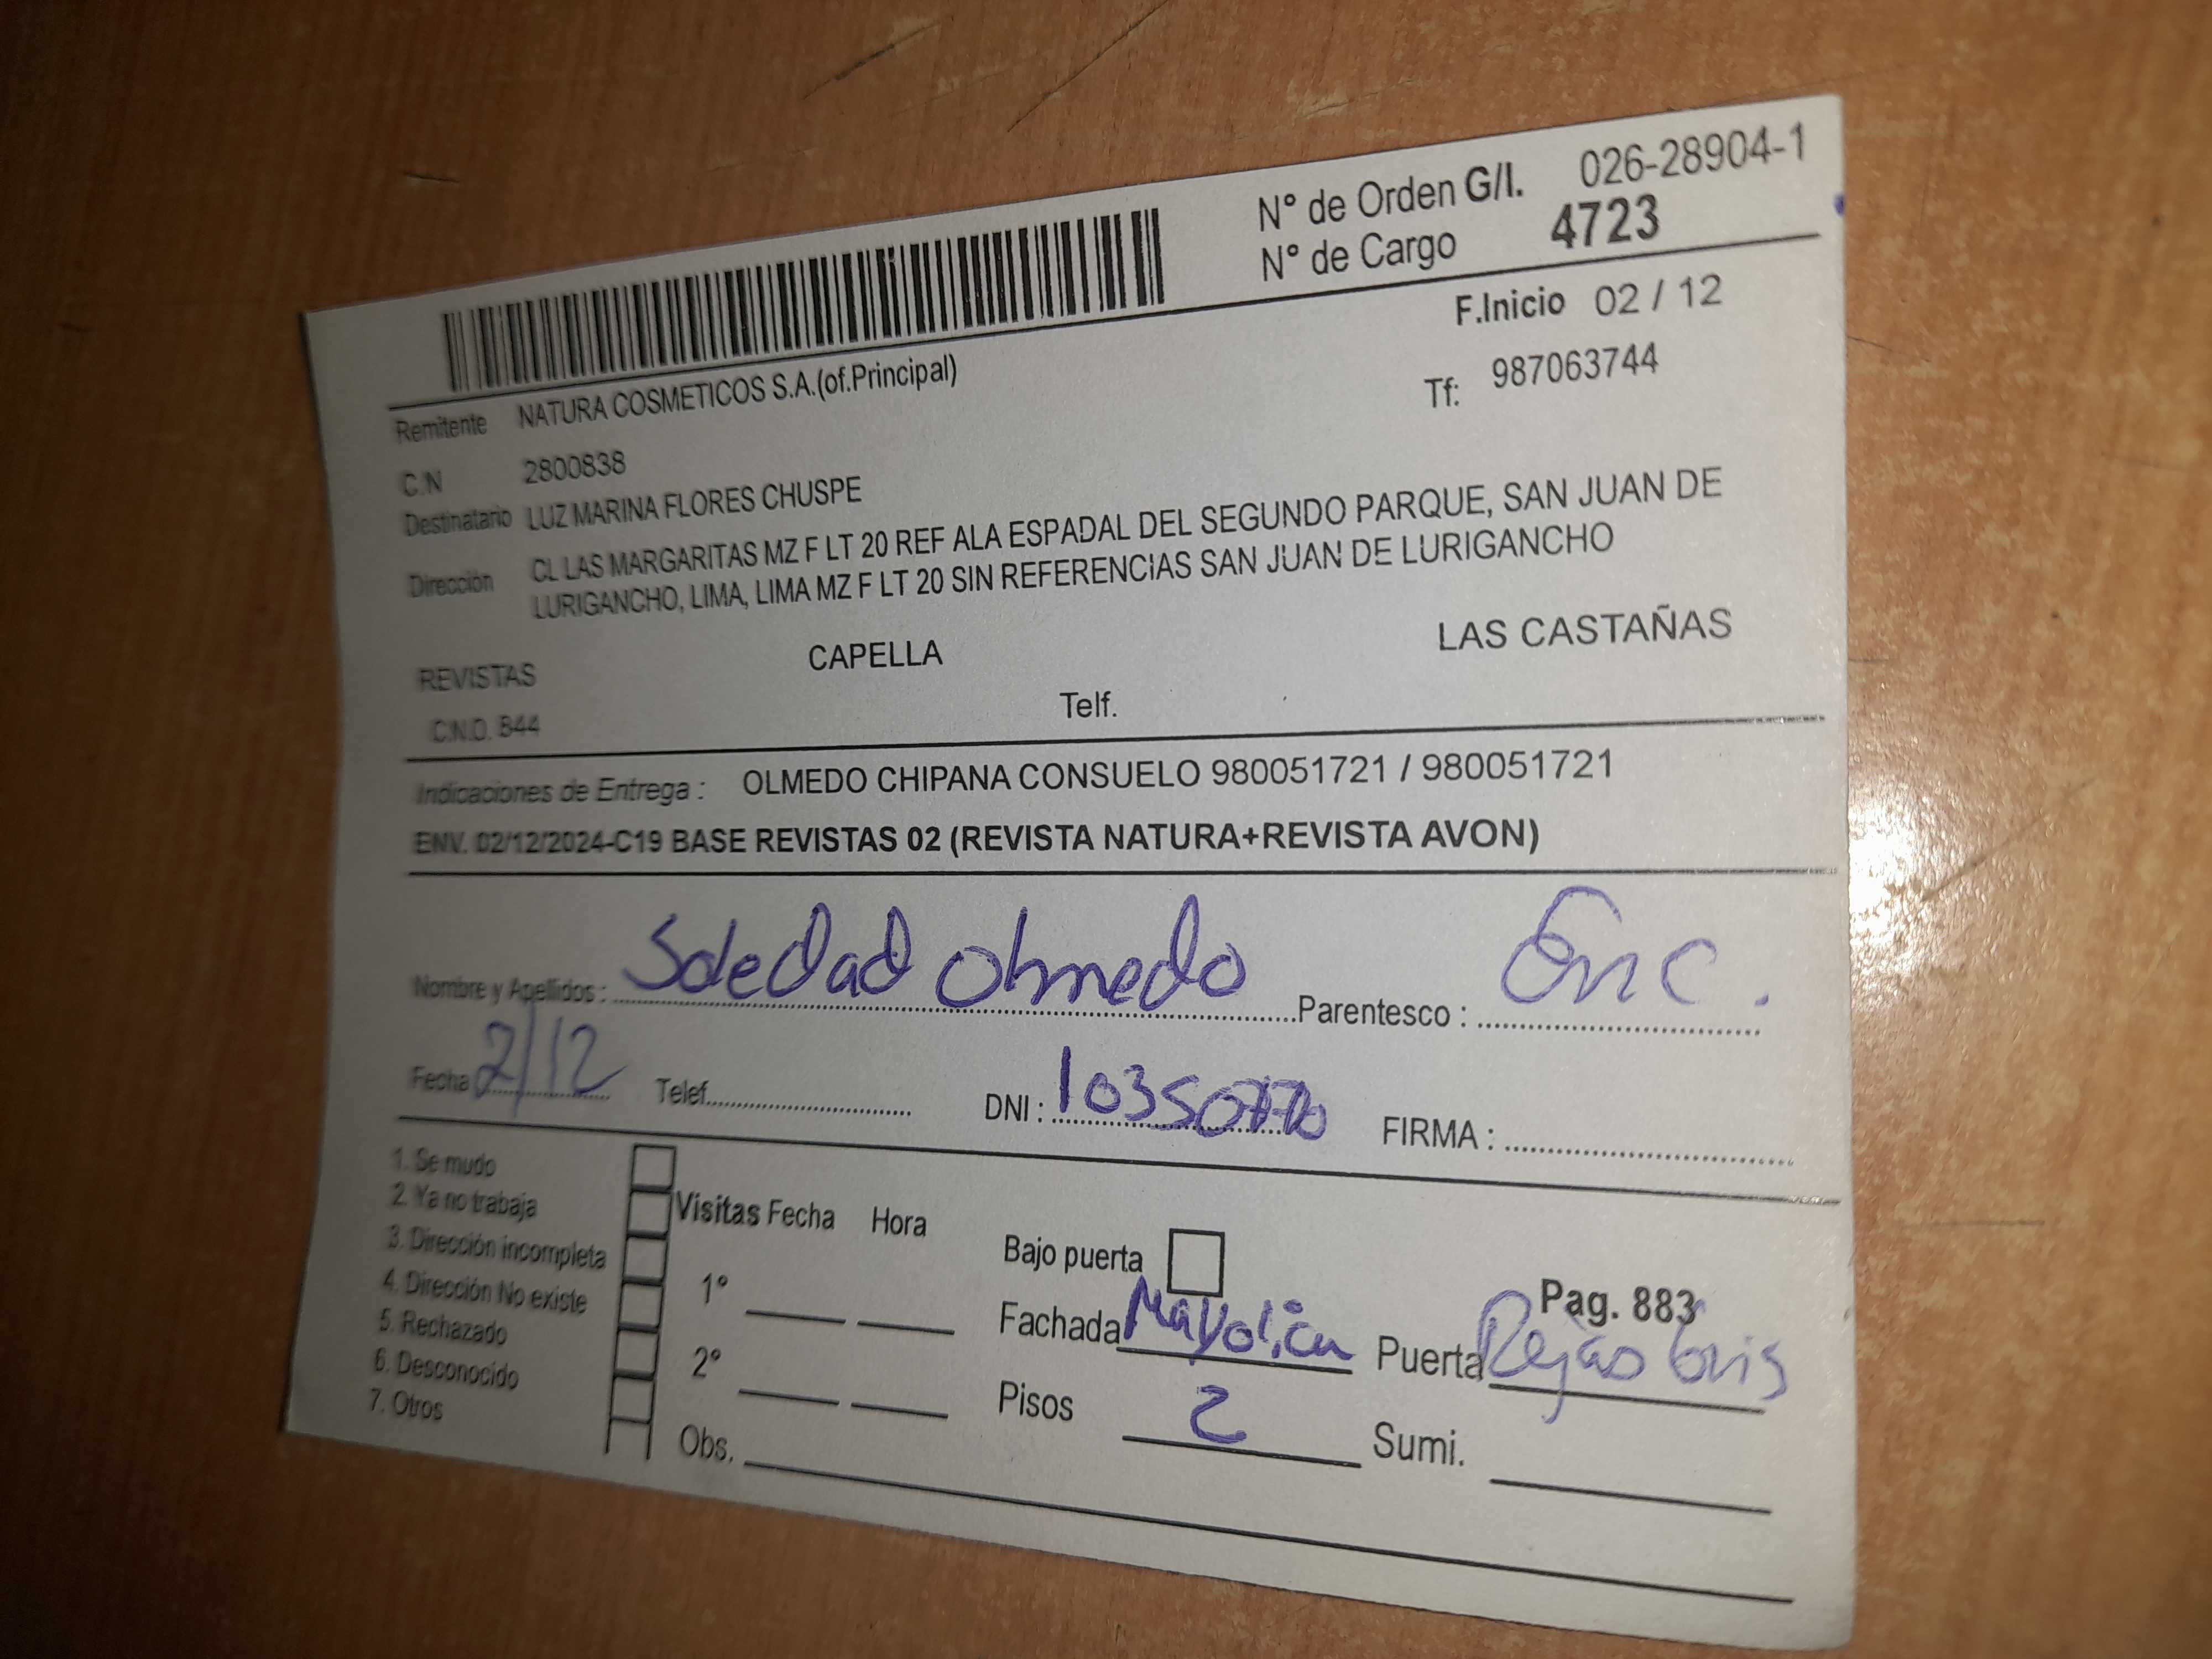 N° de Orden G/I. 026-28904-1
N° de Cargo 4723
F.Inicio 02 / 12
Remitente NATURA COSMETICOS S.A.(of.Principal)
Tf: 987063744
C.N 2800838
Destinatario LUZ MARINA FLORES CHUSPE
Dirección CL LAS MARGARITAS MZ F LT 20 REF ALA ESPADAL DEL SEGUNDO PARQUE, SAN JUAN DE
LURIGANCHO, LIMA, LIMA MZ F LT 20 SIN REFERENCIAS SAN JUAN DE LURIGANCHO
REVISTAS CAPELLA LAS CASTAÑAS
C.N.O. 844 Telf.
Indicaciones de Entrega : OLMEDO CHIPANA CONSUELO 980051721 / 980051721
ENV. 02/12/2024-C19 BASE REVISTAS 02 (REVISTA NATURA+REVISTA AVON)
Nombre y Apellidos : Soledad Olmedo Parentesco : Enc.
Fecha 2/12 Telef. DNI : FIRMA :
1. Se mudo
2. Ya no trabaja
3. Dirección incompleta
4. Dirección No existe
5. Rechazado
6. Desconocido
7. Otros
Visitas Fecha Hora
1°
2°
Obs.
Bajo puerta
Pag. 883
Fachada Mayolica Puerta Rejas Gris
Pisos 2 Sumi.